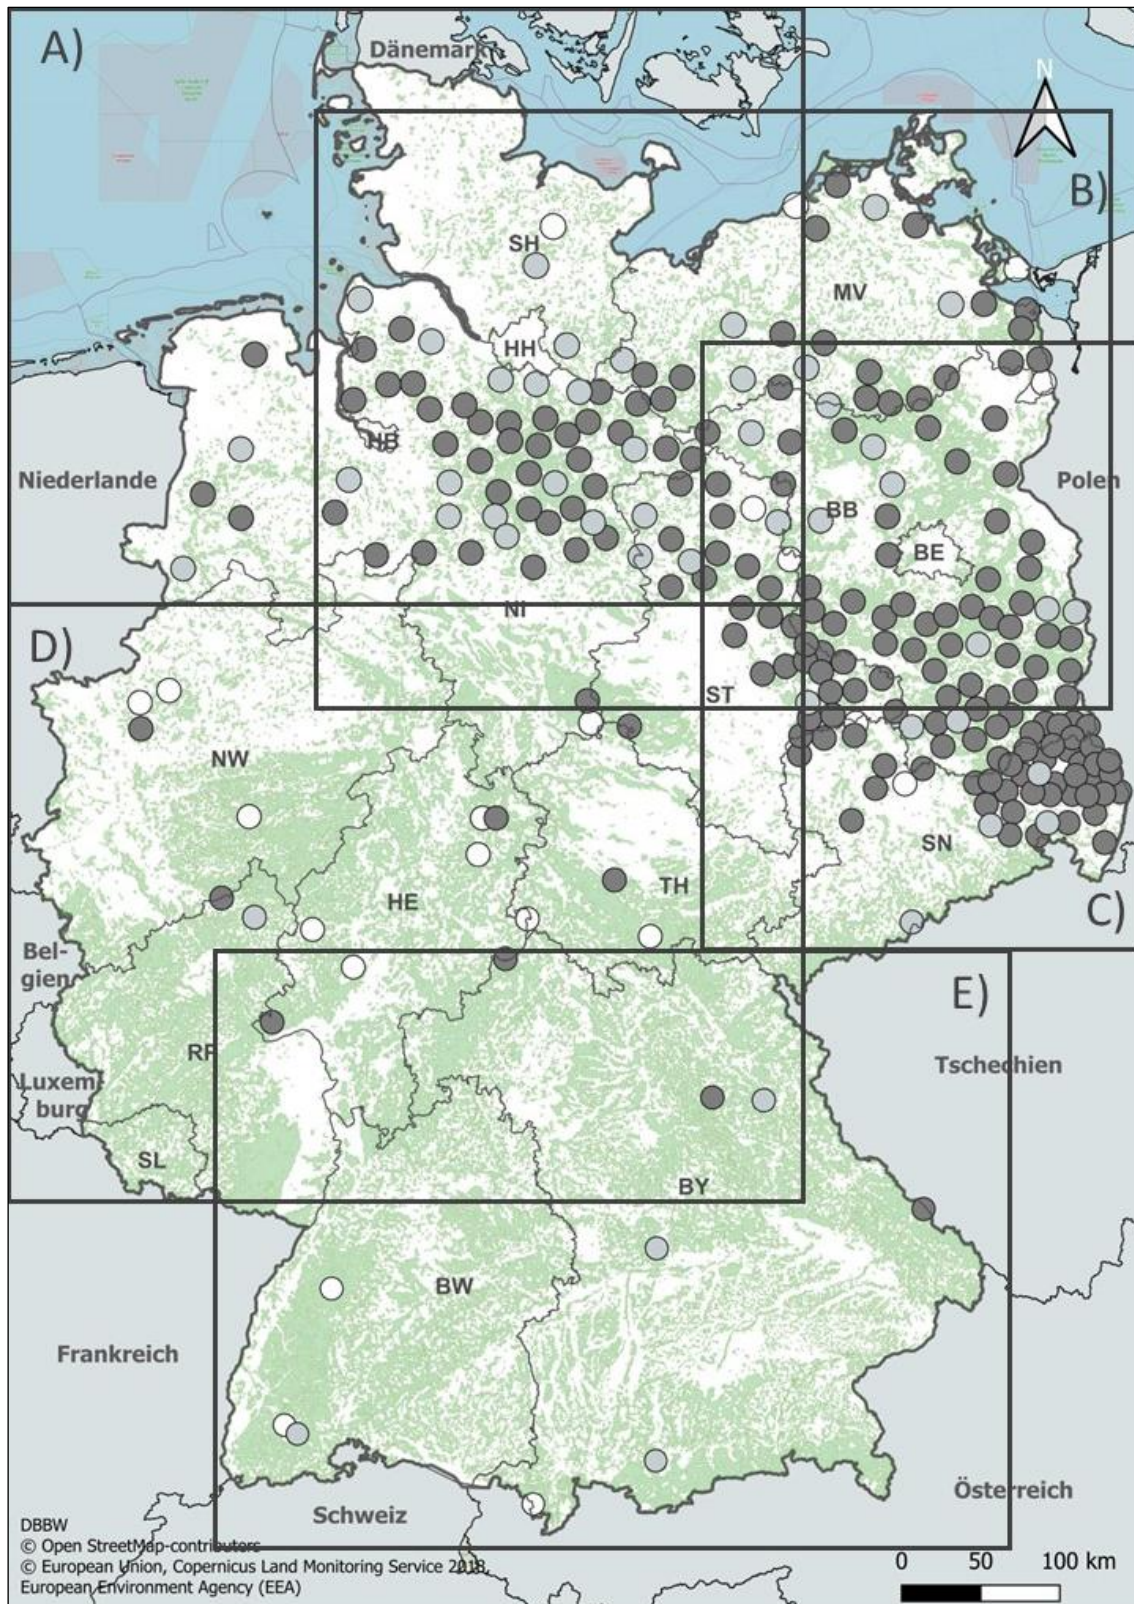 A)
Dänemark
N
B)
SH
MV
HH
HB
Niederlande
Polen
BB
BE
NI
D)
ST
NW
SN
TH
HE
C)
Bel-
gien
E)
RP
Tschechien
Luxem-
burg
SL
BY
BW
Frankreich
Österreich
Schweiz
DBBW
© Open StreetMap-contributors
© European Union, Copernicus Land Monitoring Service 2018,
European Environment Agency (EEA)
0 50 100 km